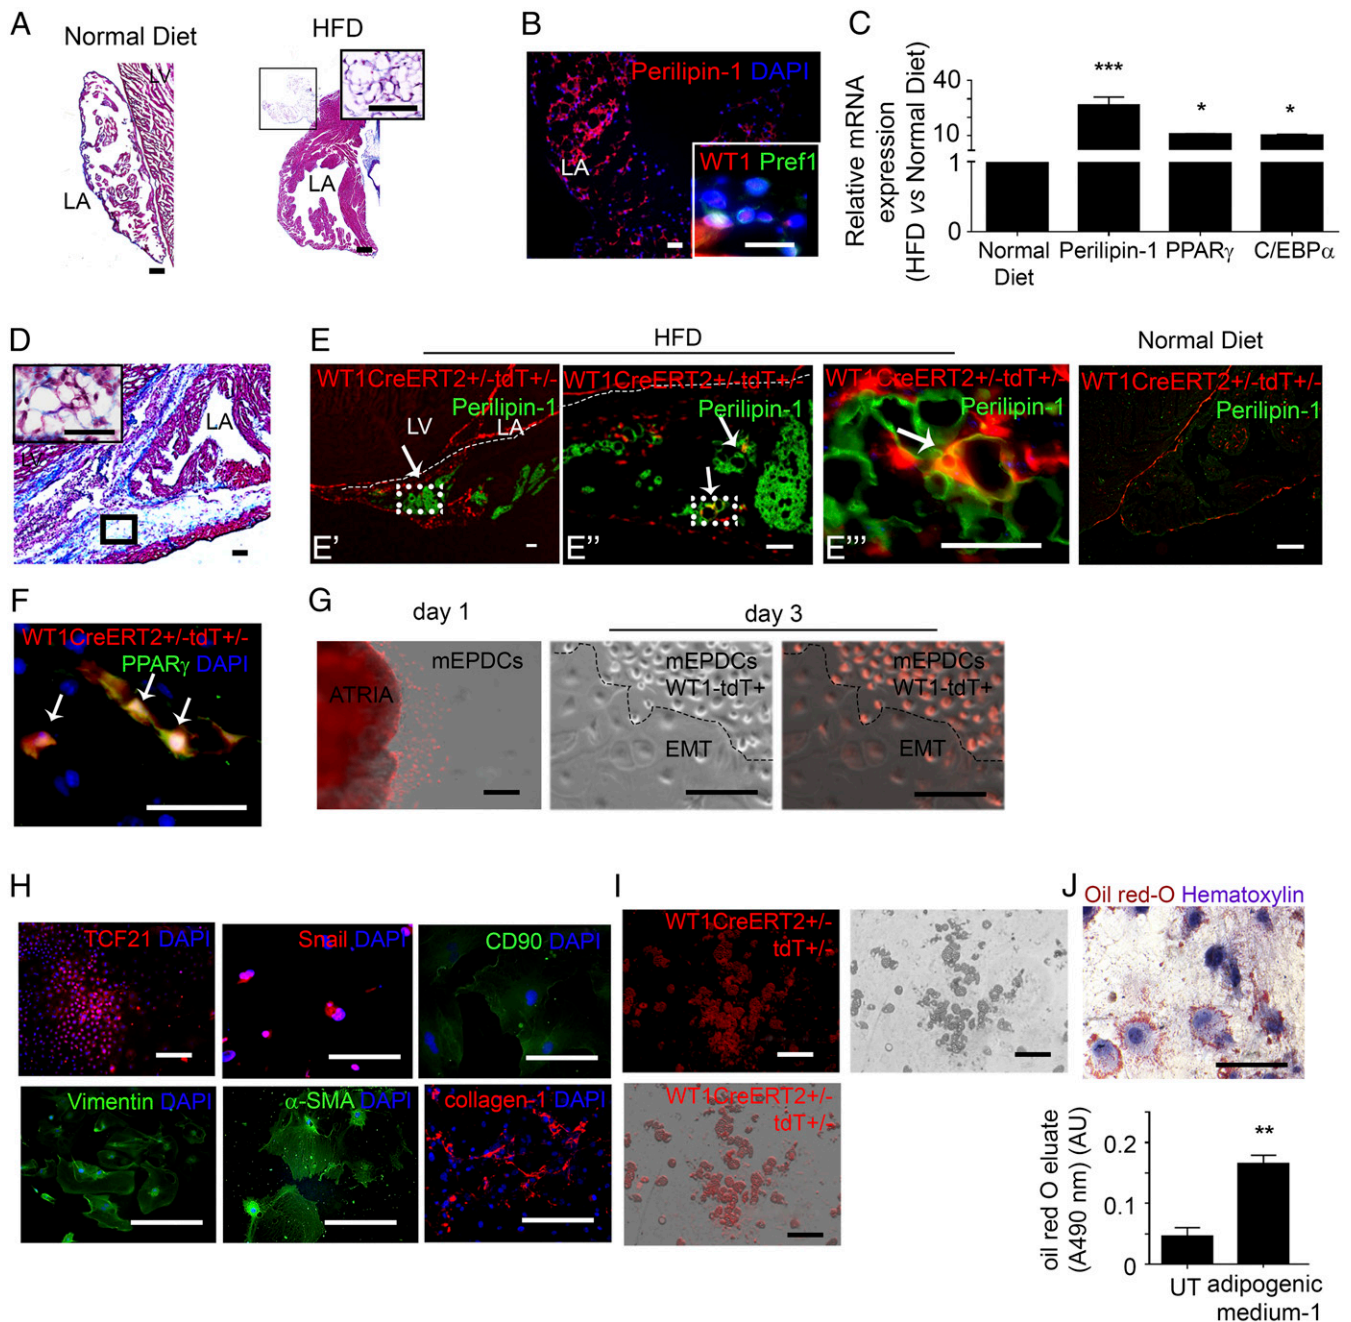 A
Normal Diet
HFD
LV
LA
LA
B
Perilipin-1 DAPI
LA
WT1 Pref1
C
Relative mRNA
expression
(HFD vs Normal Diet)
40
10
1
0
***
*
*
Normal
Diet
Perilipin-1
PPARγ
C/EBPα
D
LA
LV
E
HFD
Normal Diet
WT1CreERT2+/-tdT+/-
Perilipin-1
LV
LA
E'
WT1CreERT2+/-tdT+/-
Perilipin-1
E''
WT1CreERT2+/-tdT+/-
Perilipin-1
E'''
WT1CreERT2+/-tdT+/-
Perilipin-1
F
WT1CreERT2+/-tdT+/-
PPARγ DAPI
G
day 1
day 3
mEPDCs
ATRIA
mEPDCs
WT1-tdT+
EMT
mEPDCs
WT1-tdT+
EMT
H
TCF21 DAPI
Snail DAPI
CD90 DAPI
Vimentin DAPI
α-SMA DAPI
collagen-1 DAPI
I
WT1CreERT2+/-
tdT+/-
WT1CreERT2+/-
tdT+/-
J
Oil red-O Hematoxylin
oil red O eluate
(A490 nm) (AU)
0.2
0.1
0
**
UT
adipogenic
medium-1